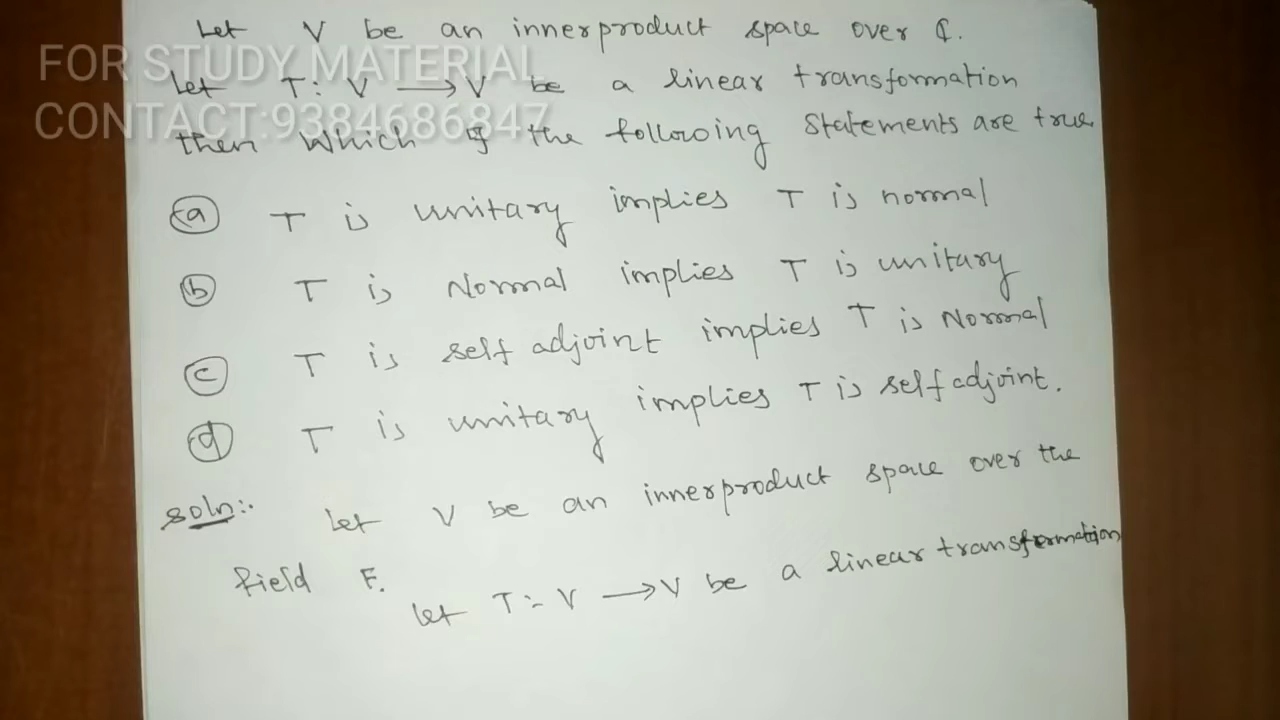 Let V be an innerproduct space over ₵.
FOR STUDY MATERIAL
Let T: V ⟶ V be a linear transformation
CONTACT:9384686847
then Which of the following Statements are true
(a) T is unitary implies T is normal
(b) T is Normal implies T is unitary
(c) T is self adjoint implies T is Normal
(d) T is unitary implies T is self adjoint.
soln:. Let V be an innerproduct space over the
field F.
Let T:- V ⟶ V be a linear transformation